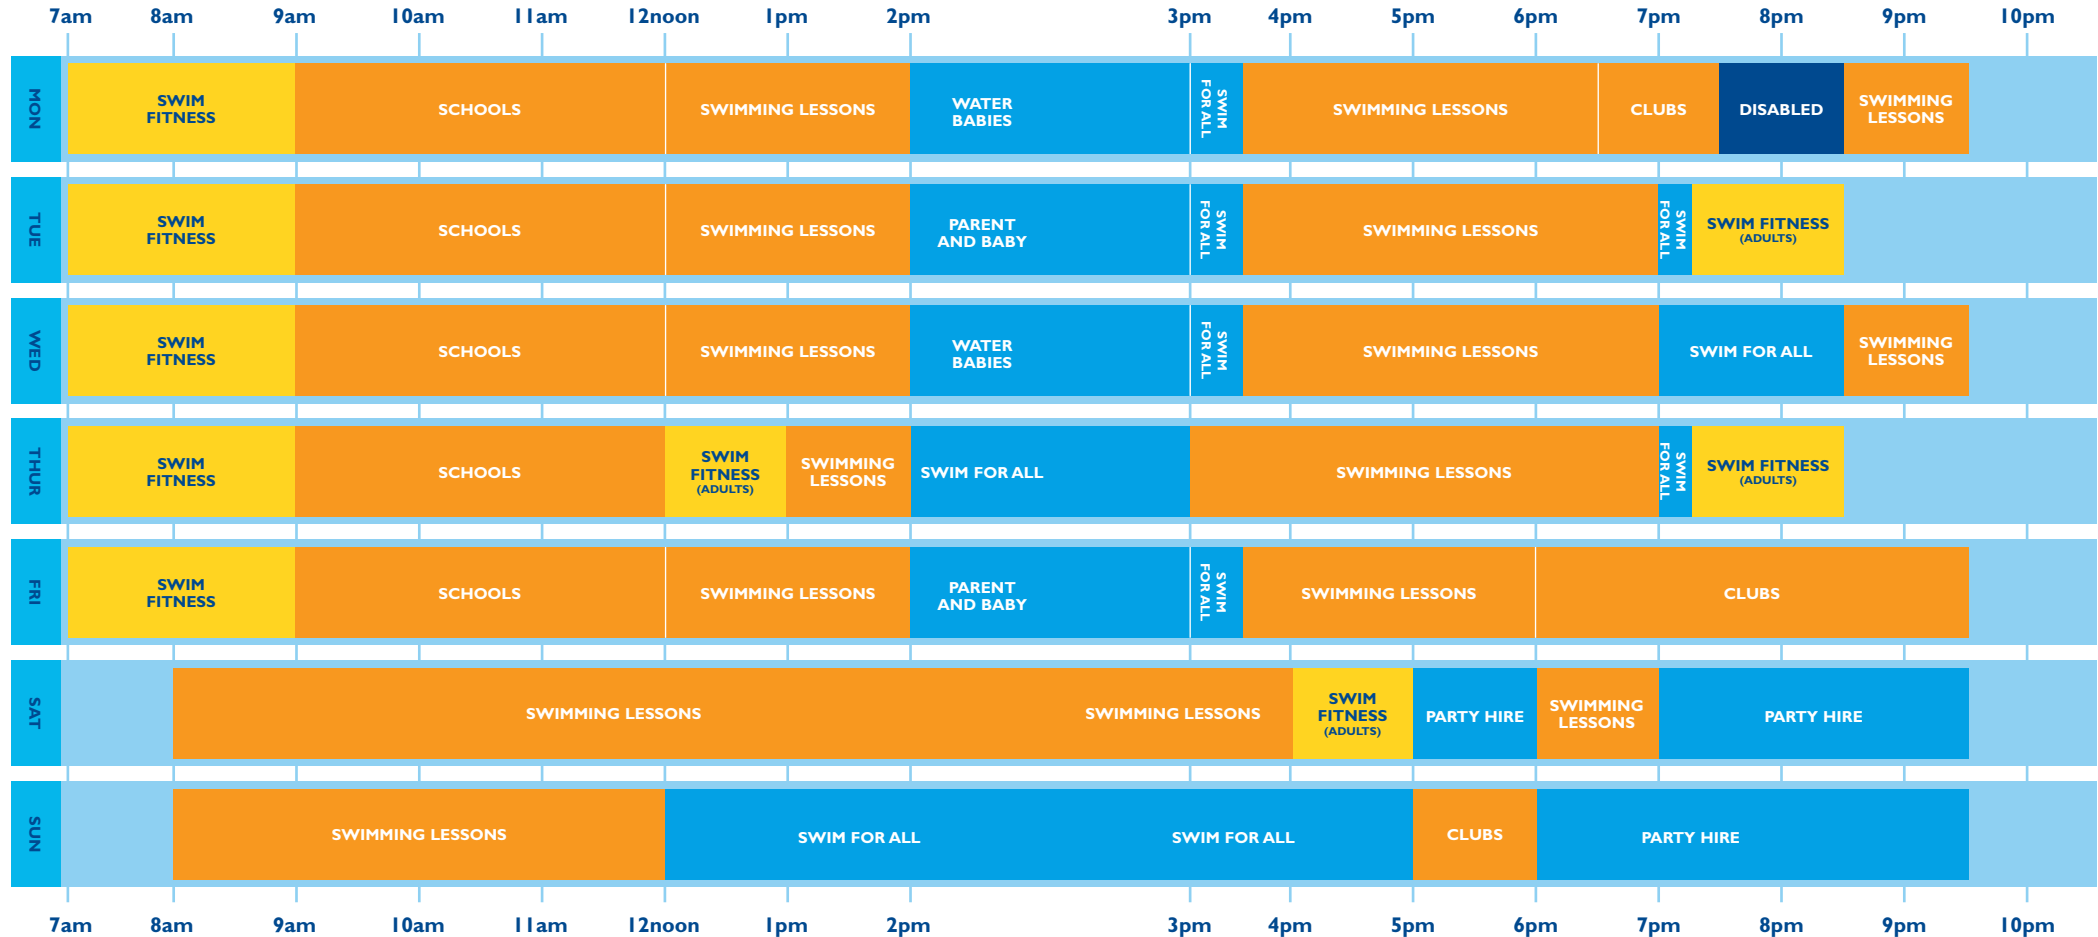 7am 8am 9am 10am 11am 12noon 1pm 2pm 3pm 4pm 5pm 6pm 7pm 8pm 9pm 10pm
MON
SWIM
FITNESS
SCHOOLS
SWIMMING LESSONS
WATER
BABIES
SWIM
FOR ALL
SWIMMING LESSONS
CLUBS
DISABLED
SWIMMING
LESSONS
TUE
SWIM
FITNESS
SCHOOLS
SWIMMING LESSONS
PARENT
AND BABY
SWIM
FOR ALL
SWIMMING LESSONS
SWIM
FOR ALL
SWIM FITNESS
(ADULTS)
WED
SWIM
FITNESS
SCHOOLS
SWIMMING LESSONS
WATER
BABIES
SWIM
FOR ALL
SWIMMING LESSONS
SWIM FOR ALL
SWIMMING
LESSONS
THUR
SWIM
FITNESS
SCHOOLS
SWIM
FITNESS
(ADULTS)
SWIMMING
LESSONS
SWIM FOR ALL
SWIMMING LESSONS
SWIM
FOR ALL
SWIM FITNESS
(ADULTS)
FRI
SWIM
FITNESS
SCHOOLS
SWIMMING LESSONS
PARENT
AND BABY
SWIM
FOR ALL
SWIMMING LESSONS
CLUBS
SAT
SWIMMING LESSONS
SWIMMING LESSONS
SWIM
FITNESS
(ADULTS)
PARTY HIRE
SWIMMING
LESSONS
PARTY HIRE
SUN
SWIMMING LESSONS
SWIM FOR ALL
SWIM FOR ALL
CLUBS
PARTY HIRE
7am 8am 9am 10am 11am 12noon 1pm 2pm 3pm 4pm 5pm 6pm 7pm 8pm 9pm 10pm